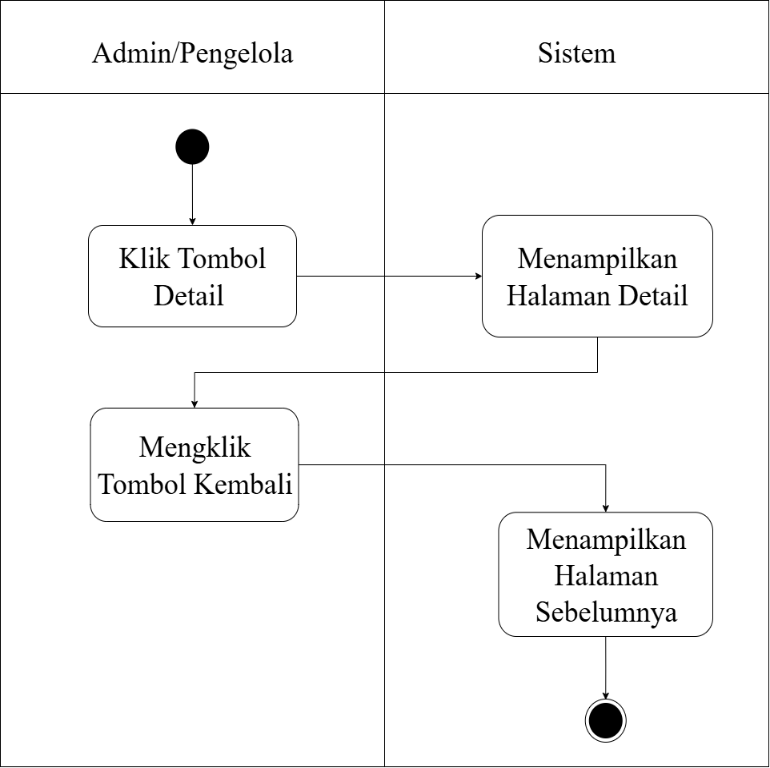 Admin/Pengelola
Sistem
Klik Tombol
Detail
Menampilkan
Halaman Detail
Mengklik
Tombol Kembali
Menampilkan
Halaman
Sebelumnya